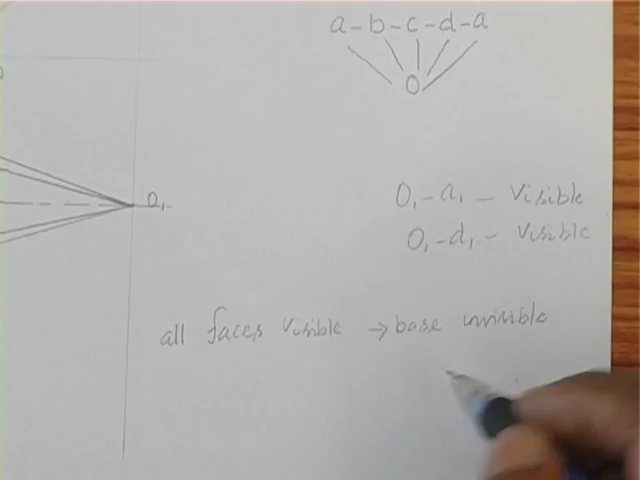 a-b-c-d-a
O
O₁
O₁-a₁ - Visible
O₁-d₁ - Visible
all faces visible → base invisible